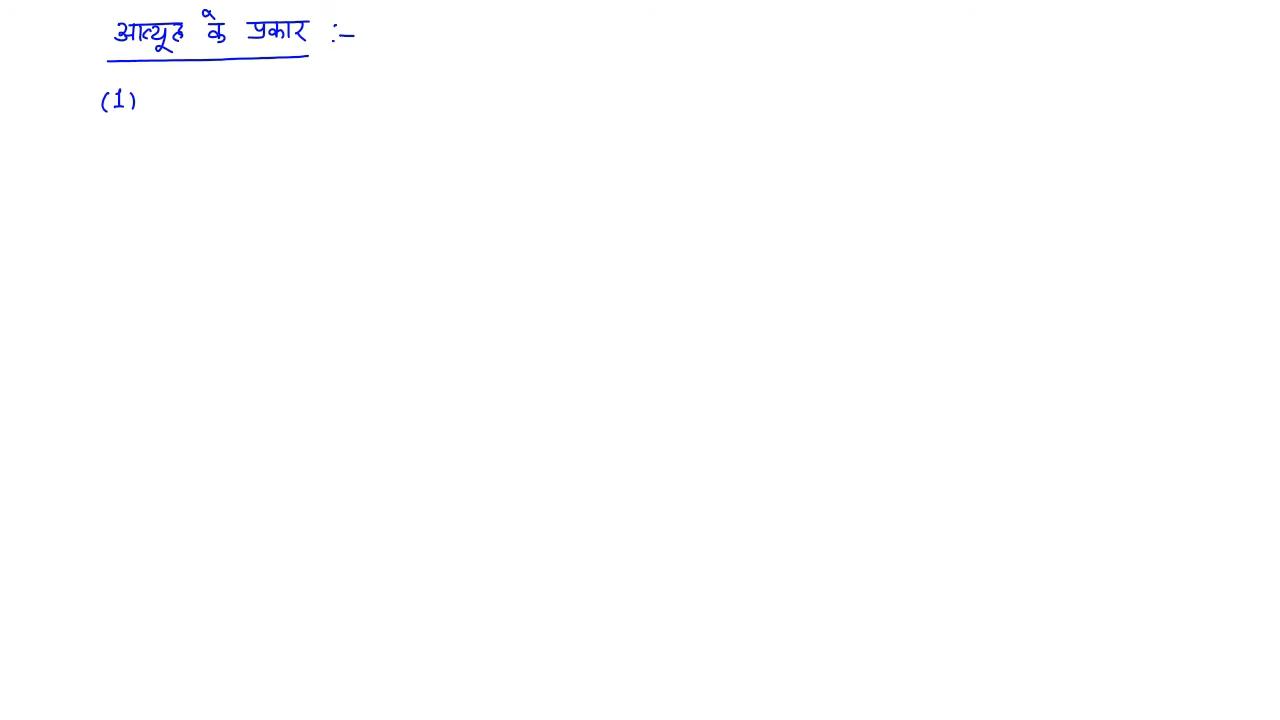 आव्यूह के प्रकार :-
(1)